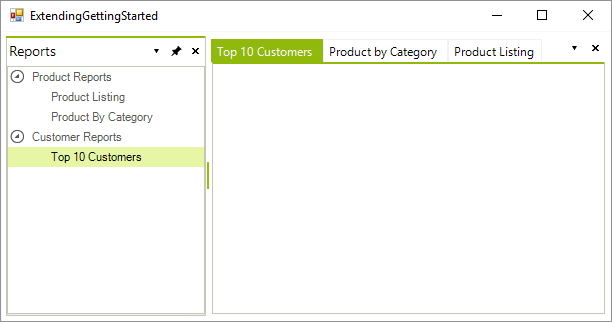 ExtendingGettingStarted
Reports
Product Reports
Product Listing
Product By Category
Customer Reports
Top 10 Customers
Top 10 Customers Product by Category Product Listing